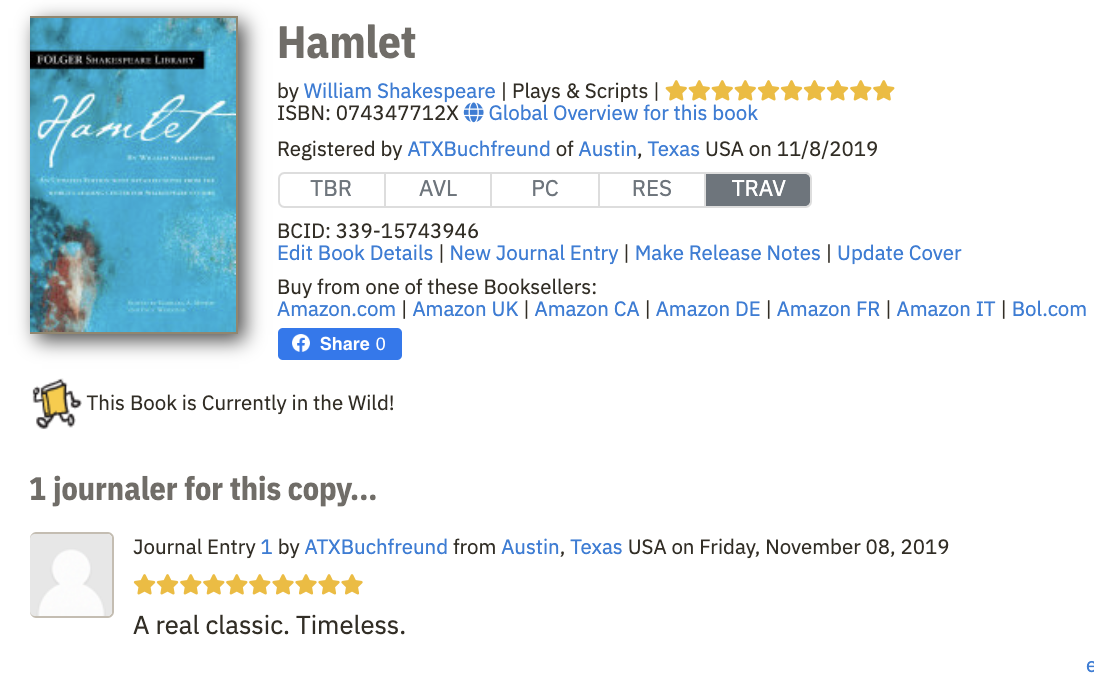 FOLGER SHAKESPEARE LIBRARY
Hamlet
BY WILLIAM SHAKESPEARE
Hamlet
by William Shakespeare | Plays & Scripts |
ISBN: 074347712X Global Overview for this book
Registered by ATXBuchfreund of Austin, Texas USA on 11/8/2019
TBR AVL PC RES TRAV
BCID: 339-15743946
Edit Book Details | New Journal Entry | Make Release Notes | Update Cover
Buy from one of these Booksellers:
Amazon.com | Amazon UK | Amazon CA | Amazon DE | Amazon FR | Amazon IT | Bol.com
Share 0
This Book is Currently in the Wild!
1 journaler for this copy...
Journal Entry 1 by ATXBuchfreund from Austin, Texas USA on Friday, November 08, 2019
A real classic. Timeless.